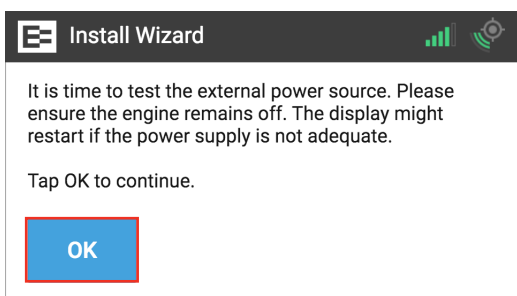 Install Wizard
It is time to test the external power source. Please
ensure the engine remains off. The display might
restart if the power supply is not adequate.
Tap OK to continue.
OK